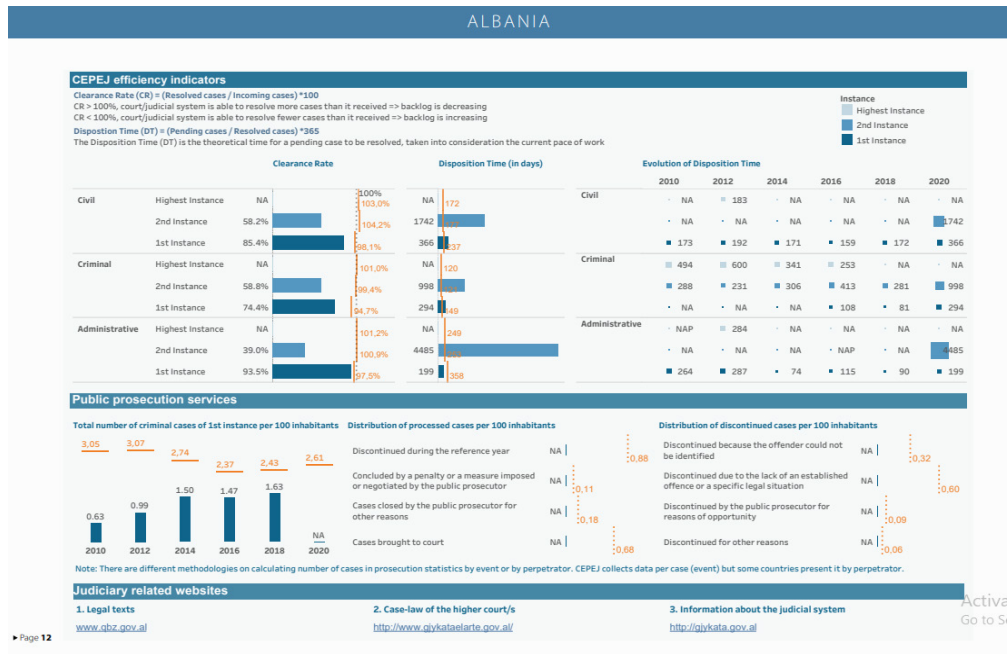 ALBANIA
CEPEJ efficiency indicators
Clearance Rate (CR) = (Resolved cases / Incoming cases) *100
CR > 100%, court/judicial system is able to resolve more cases than it received => backlog is decreasing
CR < 100%, court/judicial system is able to resolve fewer cases than it received => backlog is increasing
Dispostion Time (DT) = (Pending cases / Resolved cases) *365
The Disposition Time (DT) is the theoretical time for a pending case to be resolved, taken into consideration the current pace of work
Instance
Highest Instance
2nd Instance
1st Instance
Clearance Rate Disposition Time (in days) Evolution of Disposition Time
2010 2012 2014 2016 2018 2020
100%
Civil Highest Instance NA 103,0% NA 172 Civil NA 183 NA NA NA NA
2nd Instance 58.2% 104,2% 1742 NA NA NA NA NA 1742
1st Instance 85.4% 98,1% 366 237 173 192 171 159 172 366
Criminal Highest Instance NA 101,0% NA 120 Criminal 494 600 341 253 NA NA
2nd Instance 58.8% 99,4% 998 288 231 306 413 281 998
1st Instance 74.4% 94,7% 294 149 NA NA NA 108 81 294
Administrative Highest Instance NA 101,2% NA 249 Administrative NAP 284 NA NA NA NA
2nd Instance 39.0% 100,9% 4485 NA NA NA NAP NA 4485
1st Instance 93.5% 97,5% 199 358 264 287 74 115 90 199
Public prosecution services
Total number of criminal cases of 1st instance per 100 inhabitants Distribution of processed cases per 100 inhabitants Distribution of discontinued cases per 100 inhabitants
3,05 3,07 2,74 2,37 2,43 2,61
0.63 0.99 1.50 1.47 1.63 NA
2010 2012 2014 2016 2018 2020
Discontinued during the reference year NA 0,88
Concluded by a penalty or a measure imposed
or negotiated by the public prosecutor NA 0,11
Cases closed by the public prosecutor for
other reasons NA 0,18
Cases brought to court NA 0,68
Discontinued because the offender could not
be identified NA 0,32
Discontinued due to the lack of an established
offence or a specific legal situation NA 0,60
Discontinued by the public prosecutor for
reasons of opportunity NA 0,09
Discontinued for other reasons NA 0,06
Note: There are different methodologies on calculating number of cases in prosecution statistics by event or by perpetrator. CEPEJ collects data per case (event) but some countries present it by perpetrator.
Judiciary related websites
1. Legal texts 2. Case-law of the higher court/s 3. Information about the judicial system
www.qbz.gov.al http://www.gjykataelarte.gov.al/ http://gjykata.gov.al
Activa
Go to Se
Page 12